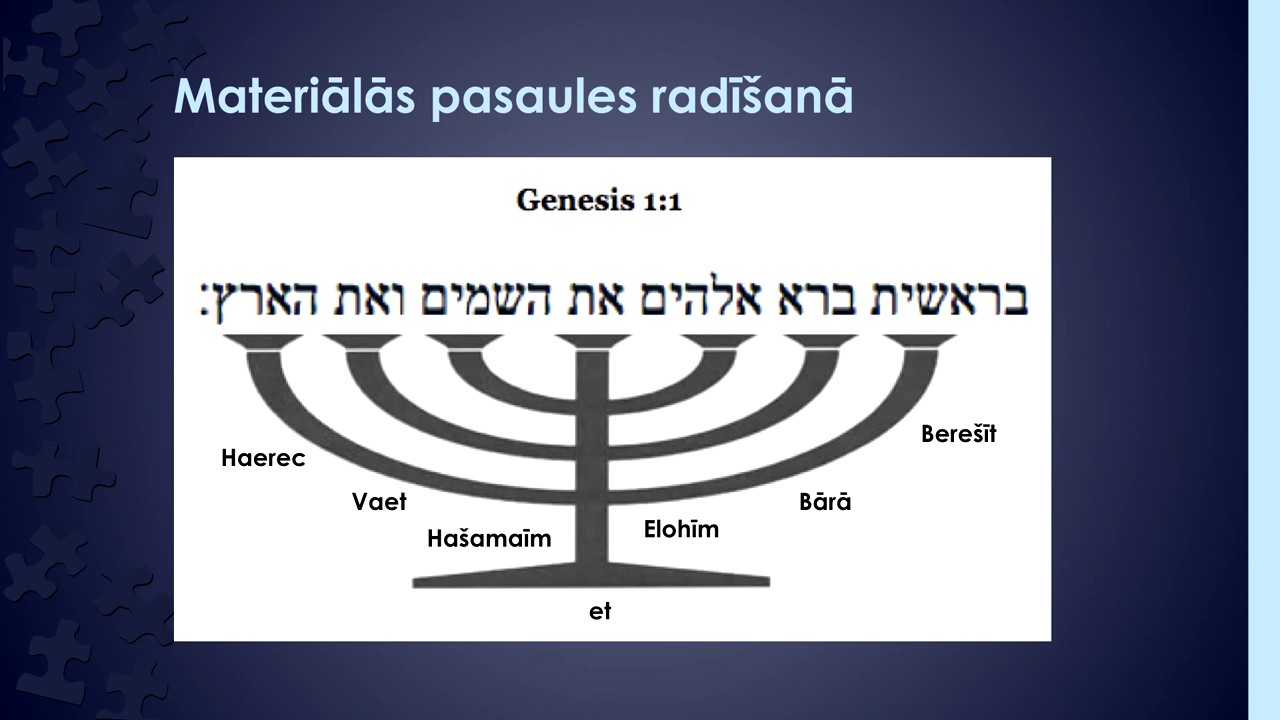 Materiālās pasaules radīšanā
Genesis 1:1
בראשית ברא אלהים את השמים ואת הארץ:
Berešīt
Haerec
Vaet
Bārā
Hašamaīm
Elohīm
et